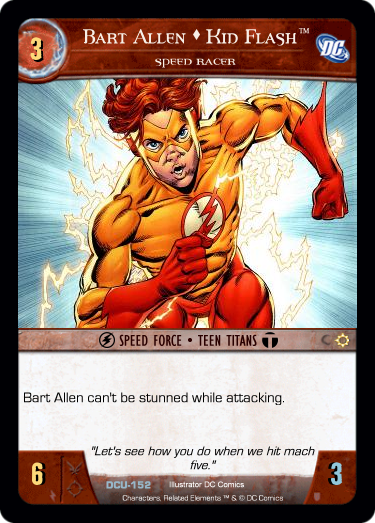 3
BART ALLEN ♦ KID FLASH™
DC
SPEED RACER
SPEED FORCE • TEEN TITANS
Bart Allen can't be stunned while attacking.
"Let's see how you do when we hit mach
five."
6
DCU-152
Illustrator DC Comics
3
Characters, Related Elements ™ & © DC Comics